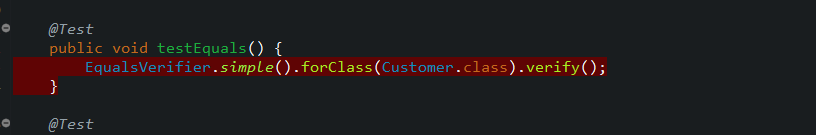 @Test
public void testEquals() {
EqualsVerifier.simple().forClass(Customer.class).verify();
}
@Test